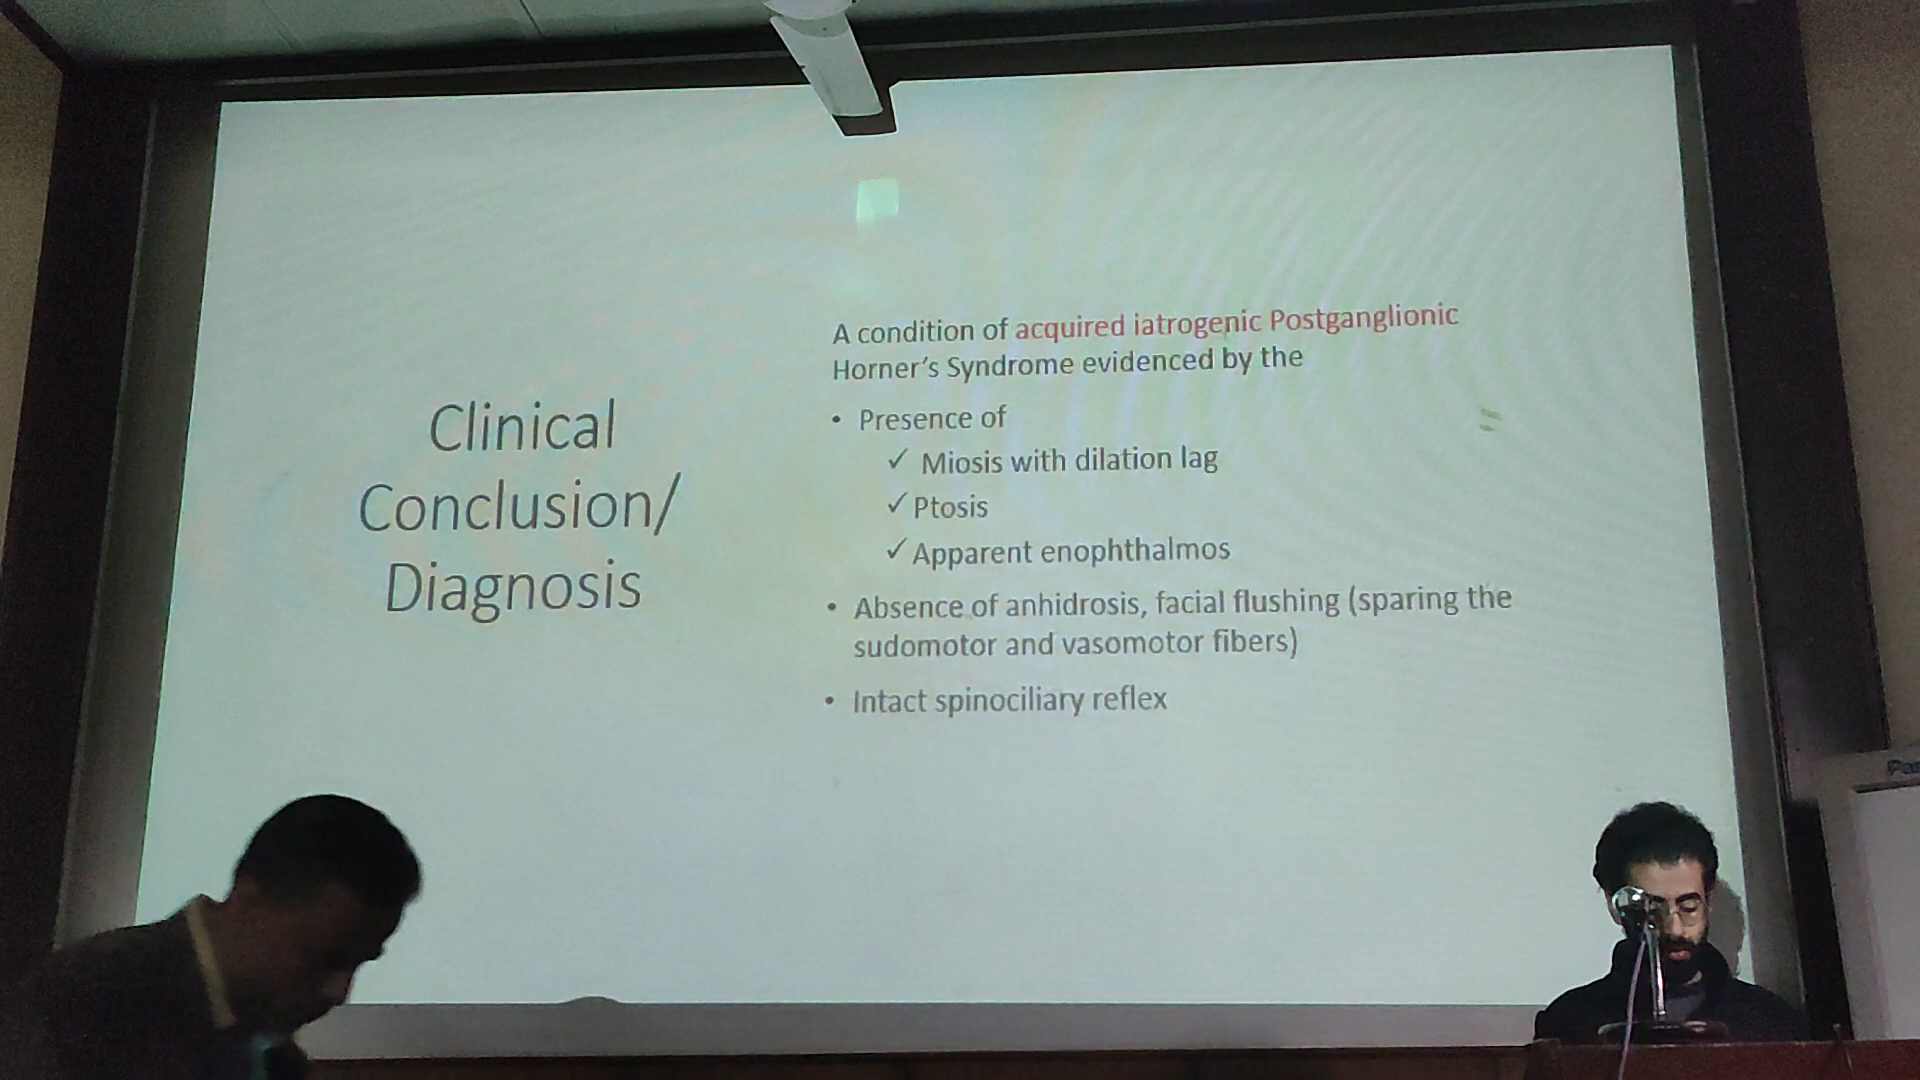 Clinical
Conclusion/
Diagnosis
A condition of acquired iatrogenic Postganglionic
Horner's Syndrome evidenced by the
• Presence of
✓ Miosis with dilation lag
✓ Ptosis
✓ Apparent enophthalmos
• Absence of anhidrosis, facial flushing (sparing the
sudomotor and vasomotor fibers)
• Intact spinociliary reflex